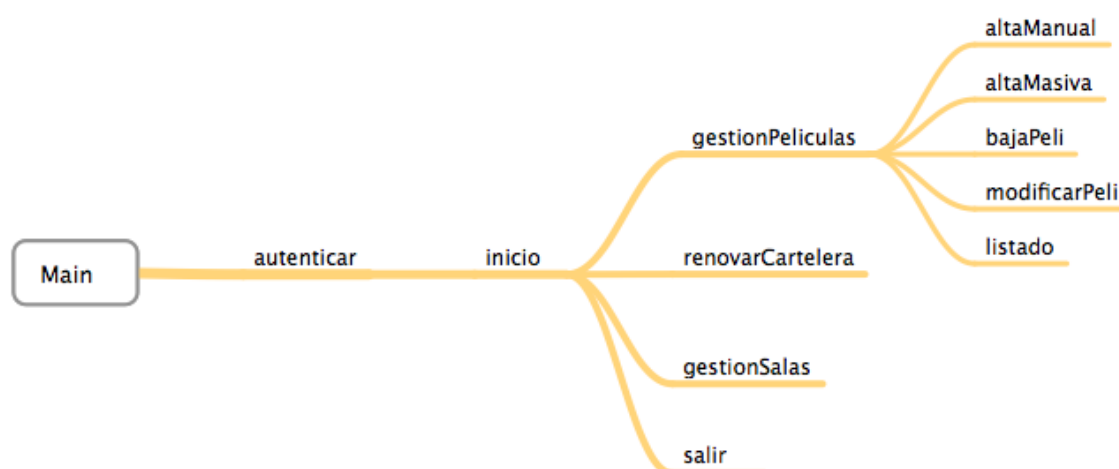 Main
autenticar
inicio
gestionPeliculas
altaManual
altaMasiva
bajaPeli
modificarPeli
listado
renovarCartelera
gestionSalas
salir